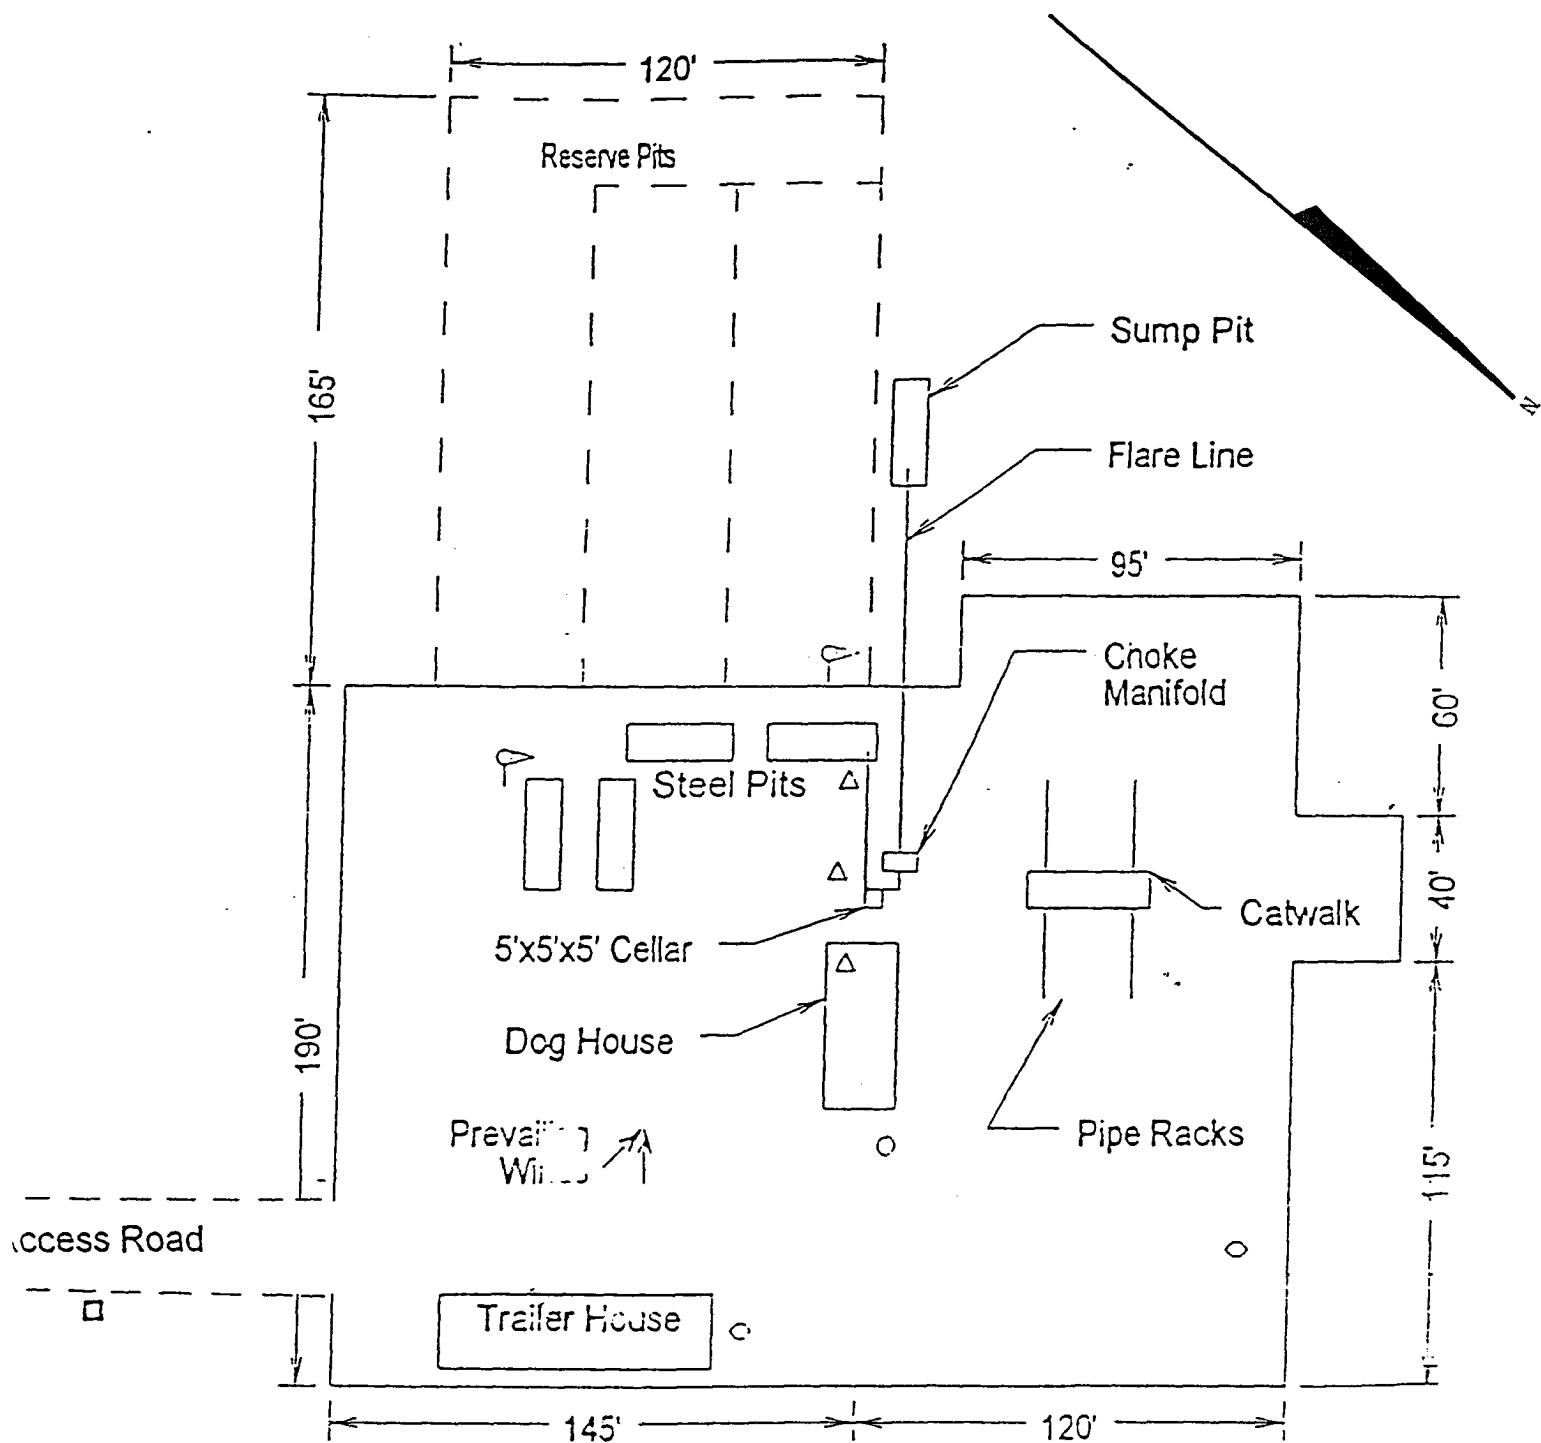 120'
Reserve Pits
165'
Sump Pit
N
Flare Line
95'
Choke
Manifold
60'
Steel Pits
40'
Catwalk
5'x5'x5' Cellar
190'
Dog House
Pipe Racks
115'
ccess Road
Trailer House
145'
120'